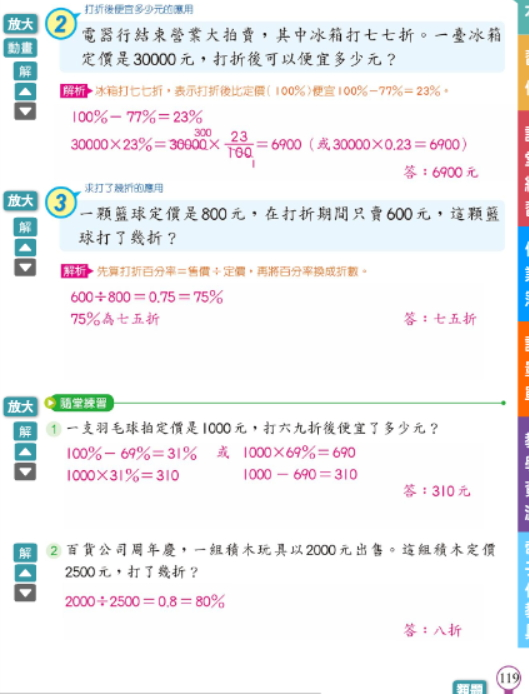 打折後便宜多少元的應用
放大
動畫
解
2 電器行結束營業大拍賣，其中冰箱打七七折。一臺冰箱
定價是30000元，打折後可以便宜多少元？
解析 冰箱打七七折，表示打折後比定價（100%）便宜100%－77%＝23%。
100%－77%＝23%
30000×23%＝30000×23/100＝6900（或30000×0.23＝6900）
300
1
答：6900元
求打了幾折的應用
放大
解
3 一顆籃球定價是800元，在打折期間只賣600元，這顆籃
球打了幾折？
解析 先算打折百分率＝售價÷定價，再將百分率換成折數。
600÷800＝0.75＝75%
75%為七五折
答：七五折
放大
隨堂練習
解
1 一支羽毛球拍定價是1000元，打六九折後便宜了多少元？
100%－69%＝31% 或 1000×69%＝690
1000×31%＝310 1000－690＝310
答：310元
解
2 百貨公司周年慶，一組積木玩具以2000元出售。這組積木定價
2500元，打了幾折？
2000÷2500＝0.8＝80%
答：八折
119